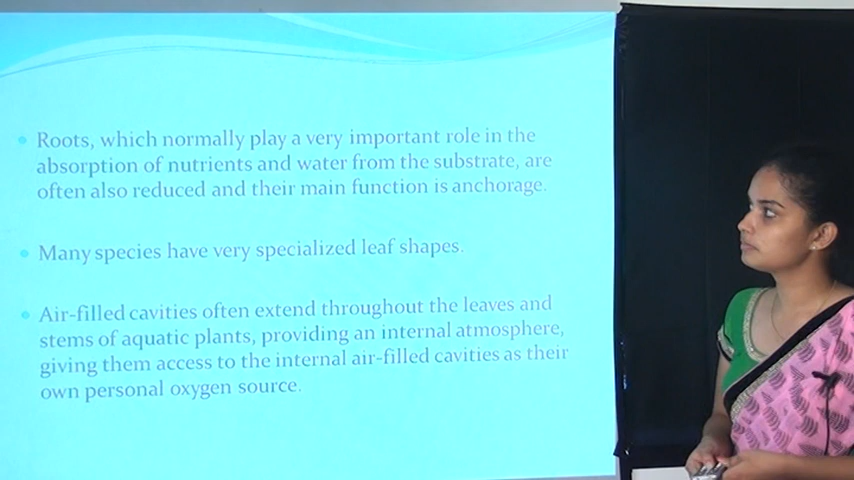 Roots, which normally play a very important role in the
absorption of nutrients and water from the substrate, are
often also reduced and their main function is anchorage.
Many species have very specialized leaf shapes.
Air-filled cavities often extend throughout the leaves and
stems of aquatic plants, providing an internal atmosphere,
giving them access to the internal air-filled cavities as their
own personal oxygen source.